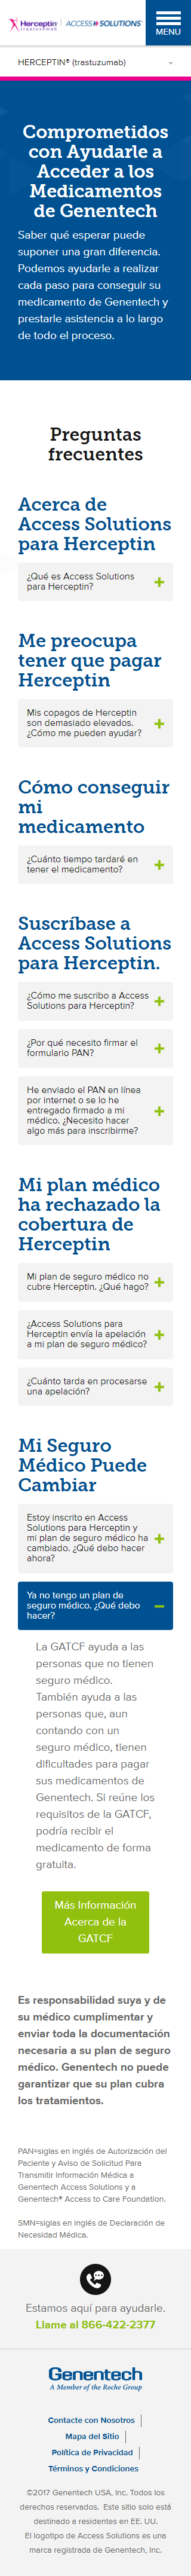 Herceptin
trastuzumab
ACCESS SOLUTIONS
MENU
HERCEPTIN® (trastuzumab)
Comprometidos
con Ayudarle a
Acceder a los
Medicamentos
de Genentech
Saber qué esperar puede
suponer una gran diferencia.
Podemos ayudarle a realizar
cada paso para conseguir su
medicamento de Genentech y
prestarle asistencia a lo largo
de todo el proceso.
Preguntas
frecuentes
Acerca de
Access Solutions
para Herceptin
¿Qué es Access Solutions
para Herceptin?
Me preocupa
tener que pagar
Herceptin
Mis copagos de Herceptin
son demasiado elevados.
¿Cómo me pueden ayudar?
Cómo conseguir
mi
medicamento
¿Cuánto tiempo tardaré en
tener el medicamento?
Suscríbase a
Access Solutions
para Herceptin.
¿Cómo me suscribo a Access
Solutions para Herceptin?
¿Por qué necesito firmar el
formulario PAN?
He enviado el PAN en línea
por internet o se lo he
entregado firmado a mi
médico. ¿Necesito hacer
algo más para inscribirme?
Mi plan médico
ha rechazado la
cobertura de
Herceptin
Mi plan de seguro médico no
cubre Herceptin. ¿Qué hago?
¿Access Solutions para
Herceptin envía la apelación
a mi plan de seguro médico?
¿Cuánto tarda en procesarse
una apelación?
Mi Seguro
Médico Puede
Cambiar
Estoy inscrito en Access
Solutions para Herceptin y
mi plan de seguro médico ha
cambiado. ¿Qué debo hacer
ahora?
Ya no tengo un plan de
seguro médico. ¿Qué debo
hacer?
La GATCF ayuda a las
personas que no tienen
seguro médico.
También ayuda a las
personas que, aun
contando con un
seguro médico, tienen
dificultades para pagar
sus medicamentos de
Genentech. Si reúne los
requisitos de la GATCF,
podría recibir el
medicamento de forma
gratuita.
Más Información
Acerca de la
GATCF
Es responsabilidad suya y de
su médico cumplimentar y
enviar toda la documentación
necesaria a su plan de seguro
médico. Genentech no puede
garantizar que su plan cubra
los tratamientos.
PAN=siglas en inglés de Autorización del
Paciente y Aviso de Solicitud Para
Transmitir Información Médica a
Genentech Access Solutions y a
Genentech® Access to Care Foundation.
SMN=siglas en inglés de Declaración de
Necesidad Médica.
Estamos aquí para ayudarle.
Llame al 866-422-2377
Genentech
A Member of the Roche Group
Contacte con Nosotros
Mapa del Sitio
Política de Privacidad
Términos y Condiciones
©2017 Genentech USA, Inc. Todos los
derechos reservados. Este sitio solo está
destinado a residentes en EE. UU.
El logotipo de Access Solutions es una
marca registrada de Genentech, Inc.